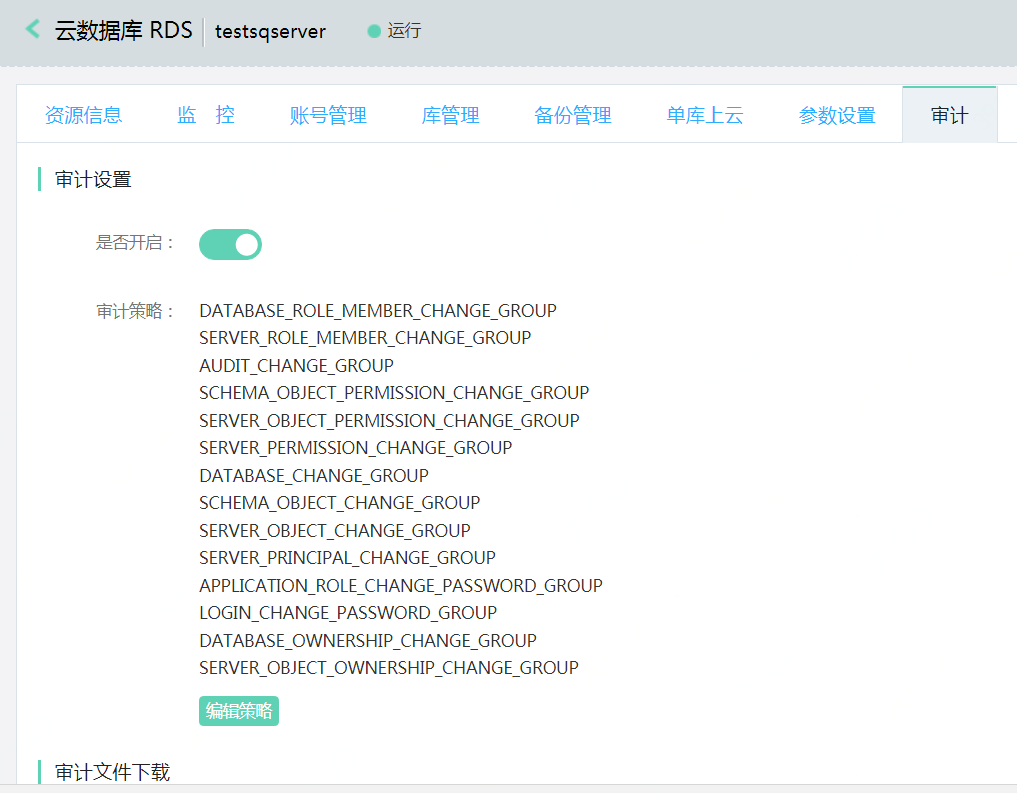 云数据库 RDS testsqserver 运行
资源信息 监 控 账号管理 库管理 备份管理 单库上云 参数设置 审计
审计设置
是否开启：
审计策略： DATABASE_ROLE_MEMBER_CHANGE_GROUP
SERVER_ROLE_MEMBER_CHANGE_GROUP
AUDIT_CHANGE_GROUP
SCHEMA_OBJECT_PERMISSION_CHANGE_GROUP
SERVER_OBJECT_PERMISSION_CHANGE_GROUP
SERVER_PERMISSION_CHANGE_GROUP
DATABASE_CHANGE_GROUP
SCHEMA_OBJECT_CHANGE_GROUP
SERVER_OBJECT_CHANGE_GROUP
SERVER_PRINCIPAL_CHANGE_GROUP
APPLICATION_ROLE_CHANGE_PASSWORD_GROUP
LOGIN_CHANGE_PASSWORD_GROUP
DATABASE_OWNERSHIP_CHANGE_GROUP
SERVER_OBJECT_OWNERSHIP_CHANGE_GROUP
编辑策略
审计文件下载